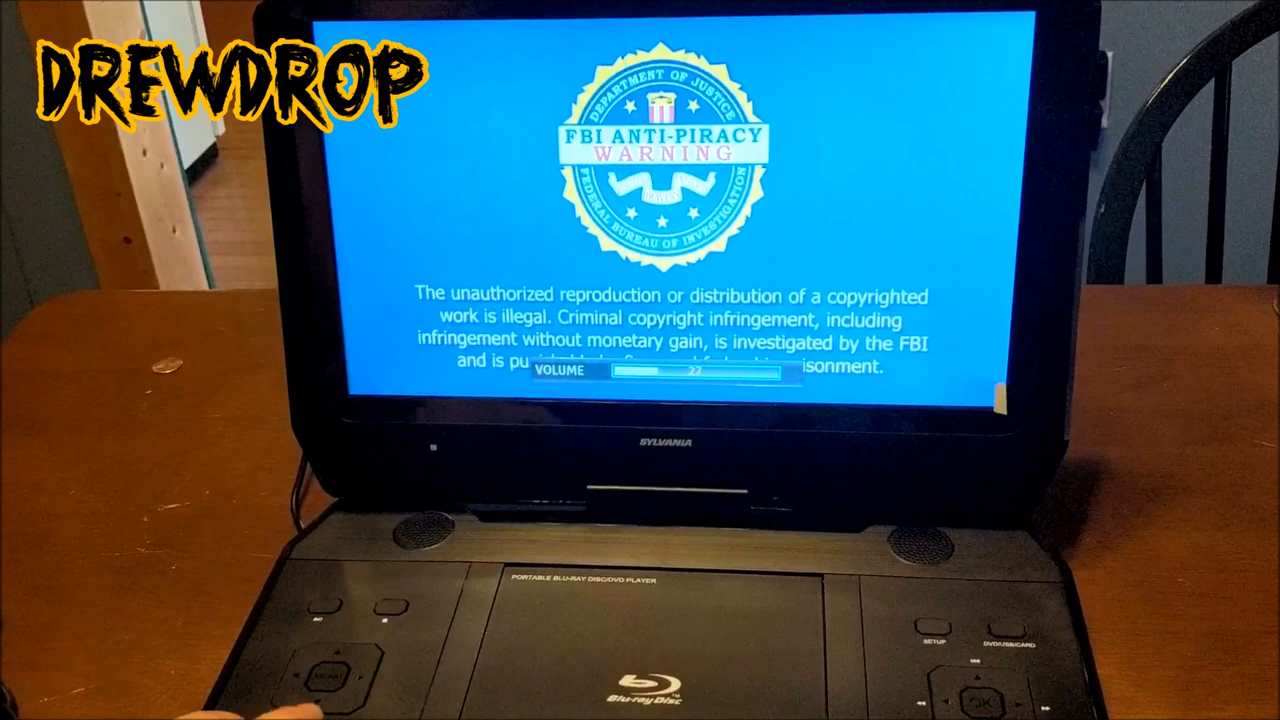 DREWDROP
DEPARTMENT OF JUSTICE
FBI ANTI-PIRACY
WARNING
FEDERAL BUREAU OF INVESTIGATION
The unauthorized reproduction or distribution of a copyrighted
work is illegal. Criminal copyright infringement, including
infringement without monetary gain, is investigated by the FBI
and is
VOLUME 27
SYLVANIA
PORTABLE BLU-RAY DISC/DVD PLAYER
SETUP
DVD/USB/CARD
MENU
OK
Blu-ray Disc
TM